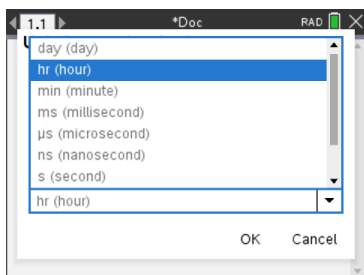 1.1 *Doc RAD
day (day)
hr (hour)
min (minute)
ms (millisecond)
µs (microsecond)
ns (nanosecond)
s (second)
hr (hour)
OK Cancel